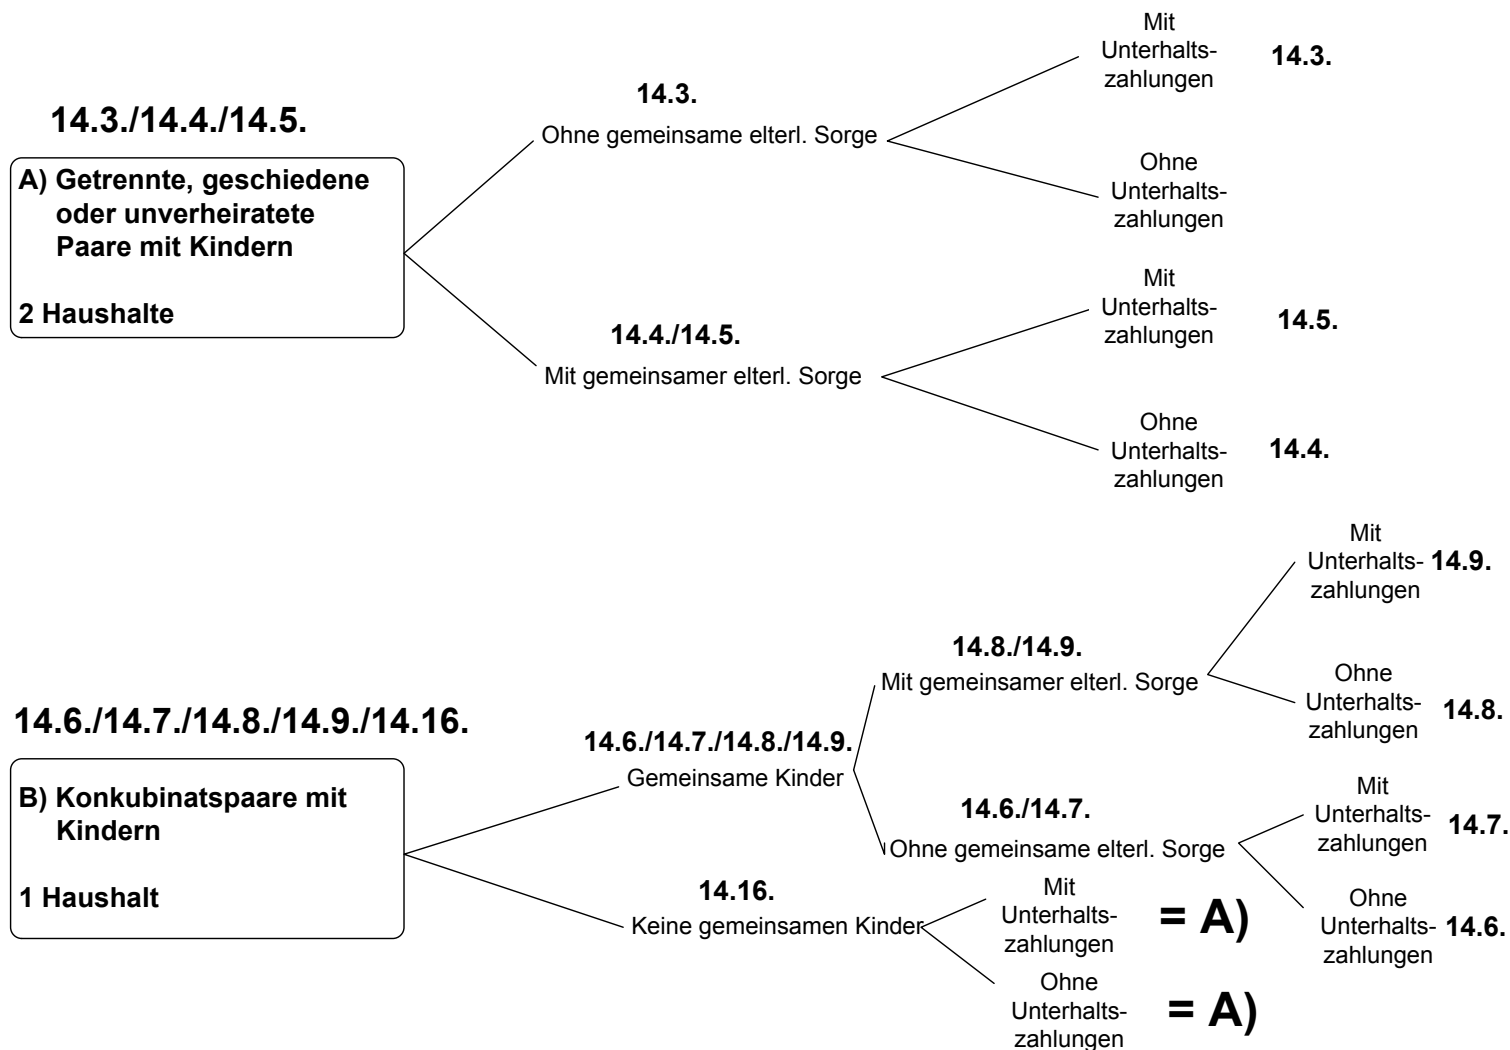 14.3./14.4./14.5.
A) Getrennte, geschiedene
oder unverheiratete
Paare mit Kindern
2 Haushalte
14.3.
Ohne gemeinsame elterl. Sorge
Mit
Unterhalts-
zahlungen
14.3.
Ohne
Unterhalts-
zahlungen
14.4./14.5.
Mit gemeinsamer elterl. Sorge
Mit
Unterhalts-
zahlungen
14.5.
Ohne
Unterhalts-
zahlungen
14.4.
14.6./14.7./14.8./14.9./14.16.
B) Konkubinatspaare mit
Kindern
1 Haushalt
14.6./14.7./14.8./14.9.
Gemeinsame Kinder
14.8./14.9.
Mit gemeinsamer elterl. Sorge
Mit
Unterhalts- 14.9.
zahlungen
Ohne
Unterhalts-
zahlungen
14.8.
14.6./14.7.
Ohne gemeinsame elterl. Sorge
Mit
Unterhalts-
zahlungen
14.7.
Ohne
Unterhalts- 14.6.
zahlungen
14.16.
Keine gemeinsamen Kinder
Mit
Unterhalts-
zahlungen
= A)
Ohne
Unterhalts-
zahlungen
= A)